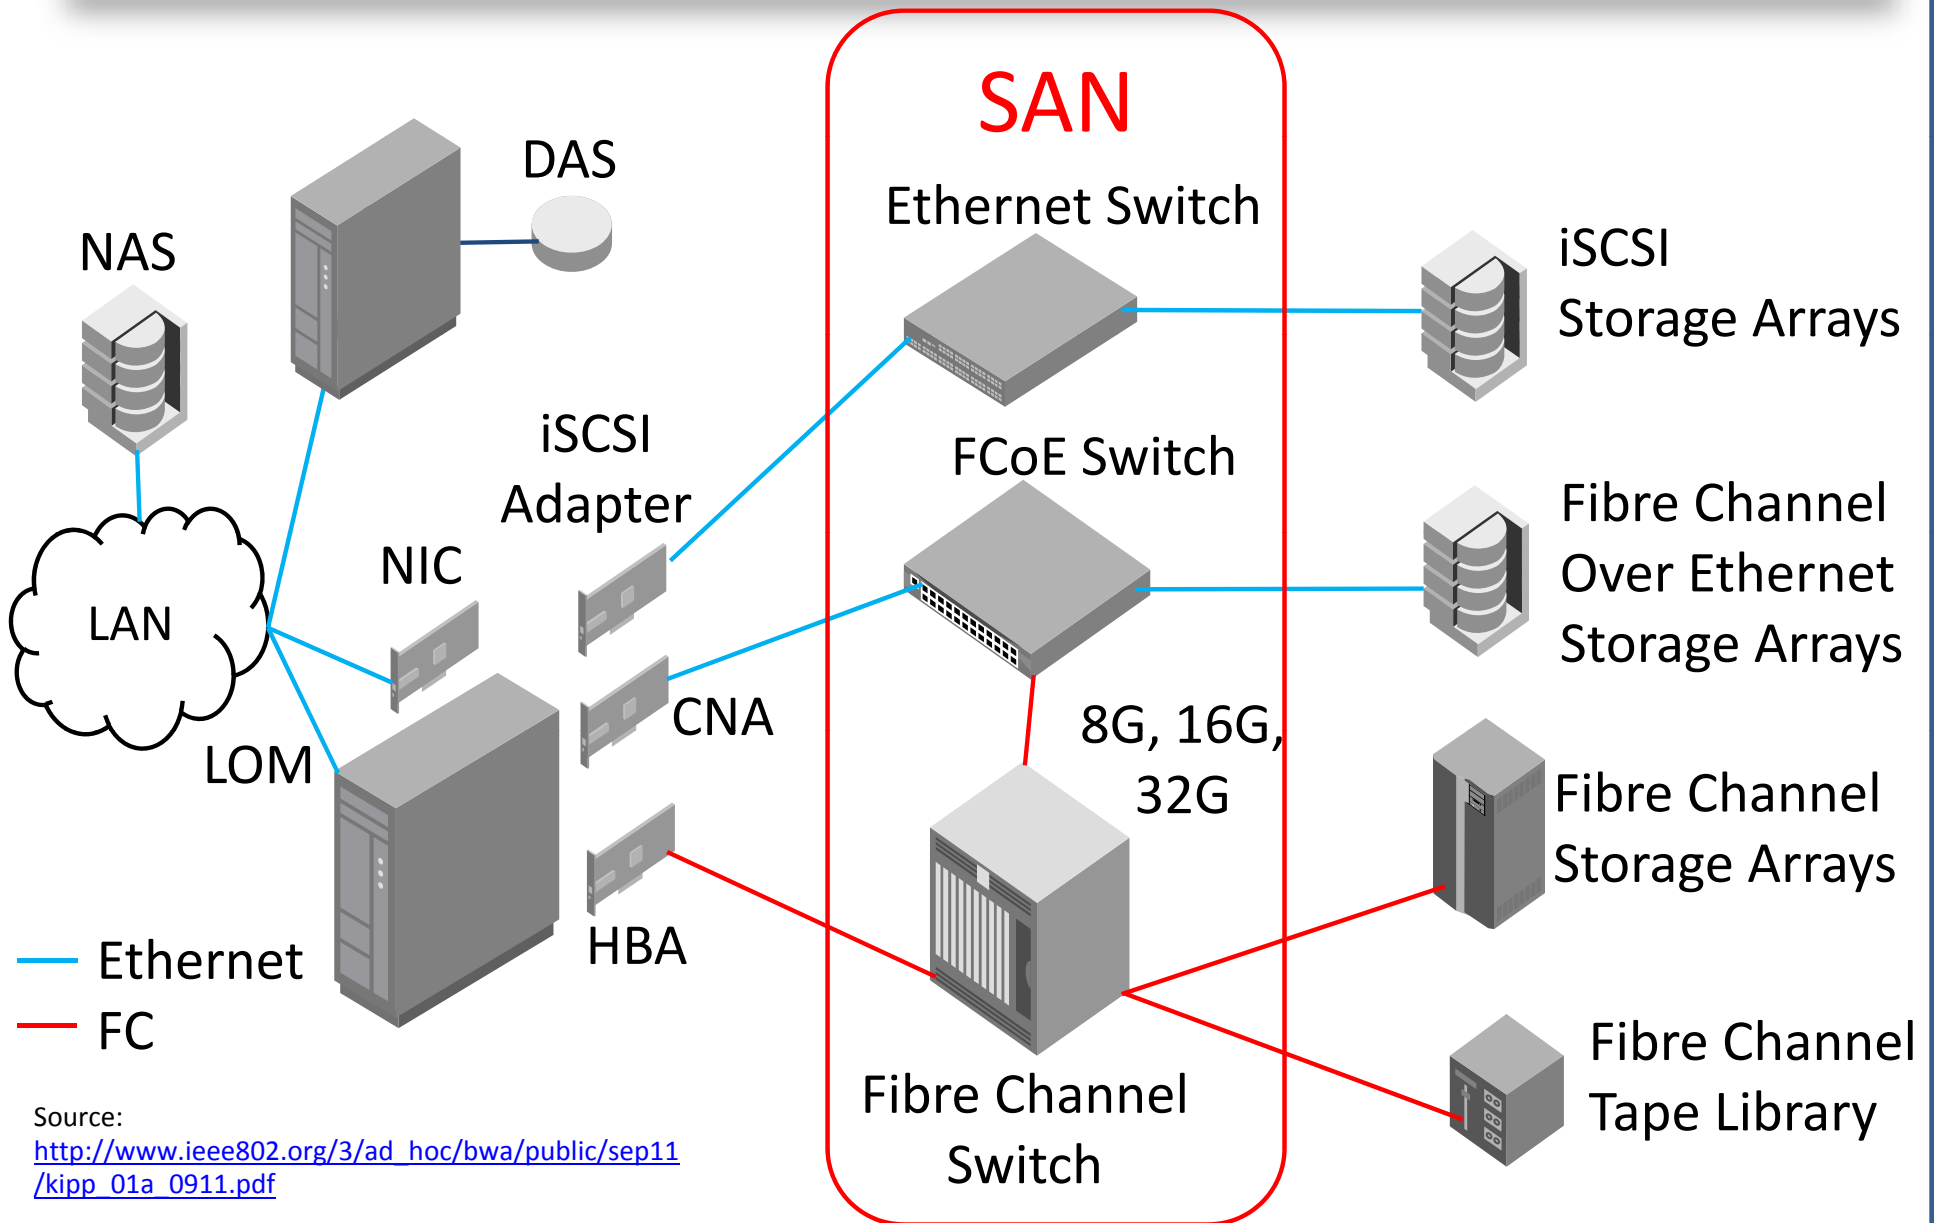 SAN
DAS
Ethernet Switch
NAS
iSCSI
Storage Arrays
iSCSI
Adapter
FCoE Switch
Fibre Channel
Over Ethernet
Storage Arrays
NIC
LAN
CNA
8G, 16G,
32G
LOM
Fibre Channel
Storage Arrays
HBA
Ethernet
FC
Fibre Channel
Switch
Fibre Channel
Tape Library
Source:
http://www.ieee802.org/3/ad_hoc/bwa/public/sep11
/kipp_01a_0911.pdf